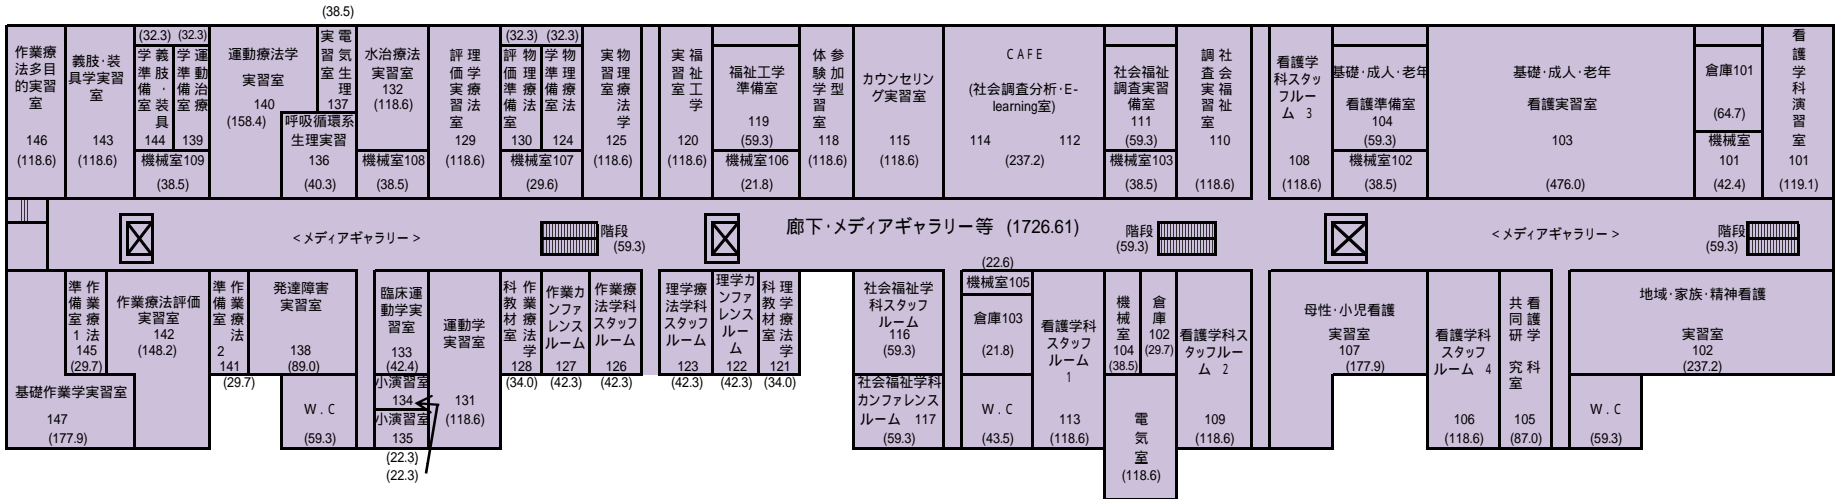 (38.5)
作業療
法多目
的実習
室
146
(118.6)
義肢・装
具学実習
室
143
(118.6)
(32.3)
義肢・装具
学準備室
144
(32.3)
運動治療
学準備室
139
機械室109
(38.5)
運動療法学
実習室
140
(158.4)
電気生理
実習室
137
呼吸循環系
生理実習
136
(40.3)
水治療法
実習室
132
(118.6)
機械室108
(38.5)
理学療法
評価学実習室
129
(118.6)
(32.3)
物理療法
評価準備室
130
(32.3)
物理療法
学準備室
124
機械室107
(29.6)
物理療法学
実習室
125
(118.6)
福祉工学
実習室
120
(118.6)
福祉工学
準備室
119
(59.3)
機械室106
(21.8)
参加型
体験学習室
118
(118.6)
カウンセリン
グ実習室
115
(118.6)
CAFE
(社会調査分析・E-
learning室)
114 112
(237.2)
社会福祉
調査実習
備室
111
(59.3)
機械室103
(38.5)
社会福祉
調査実習室
110
(118.6)
看護学
科スタッ
フルー
ム 3
108
(118.6)
基礎・成人・老年
看護準備室
104
(59.3)
機械室102
(38.5)
基礎・成人・老年
看護実習室
103
(476.0)
倉庫101
(64.7)
機械室
101
(42.4)
看護学科演習室
101
(119.1)
<メディアギャラリー>
階段
(59.3)
廊下・メディアギャラリー等 (1726.61)
階段
(59.3)
<メディアギャラリー>
階段
(59.3)
作業療法
準備室1
145
(29.7)
基礎作業学実習室
147
(177.9)
作業療法評価
実習室
142
(148.2)
作業療法
準備室2
141
(29.7)
発達障害
実習室
138
(89.0)
W.C
(59.3)
臨床運
動学実
習室
133
(42.4)
小演習室
134
小演習室
135
(22.3)
(22.3)
運動学
実習室
131
(118.6)
作業療法学
科教材室
128
(34.0)
作業カ
ンファ
レンス
ルーム
127
(42.3)
作業療
法学科
スタッフ
ルーム
126
(42.3)
理学療
法学科
スタッフ
ルーム
123
(42.3)
理学カ
ンファ
レンス
ルー
ム
122
(42.3)
理学療法学
科教材室
121
(34.0)
社会福祉学
科スタッフ
ルーム
116
(59.3)
社会福祉学科
カンファレンス
ルーム 117
(59.3)
(22.6)
機械室105
倉庫103
(21.8)
W.C
(43.5)
看護学科
スタッフ
ルーム
1
113
(118.6)
機械室
104
(38.5)
倉庫
102
(29.7)
電気室
(118.6)
看護学科ス
タッフルー
ム 2
109
(118.6)
母性・小児看護
実習室
107
(177.9)
看護学科
スタッフ
ルーム 4
106
(118.6)
看護学科
共同研究室
105
(87.0)
地域・家族・精神看護
実習室
102
(237.2)
W.C
(59.3)